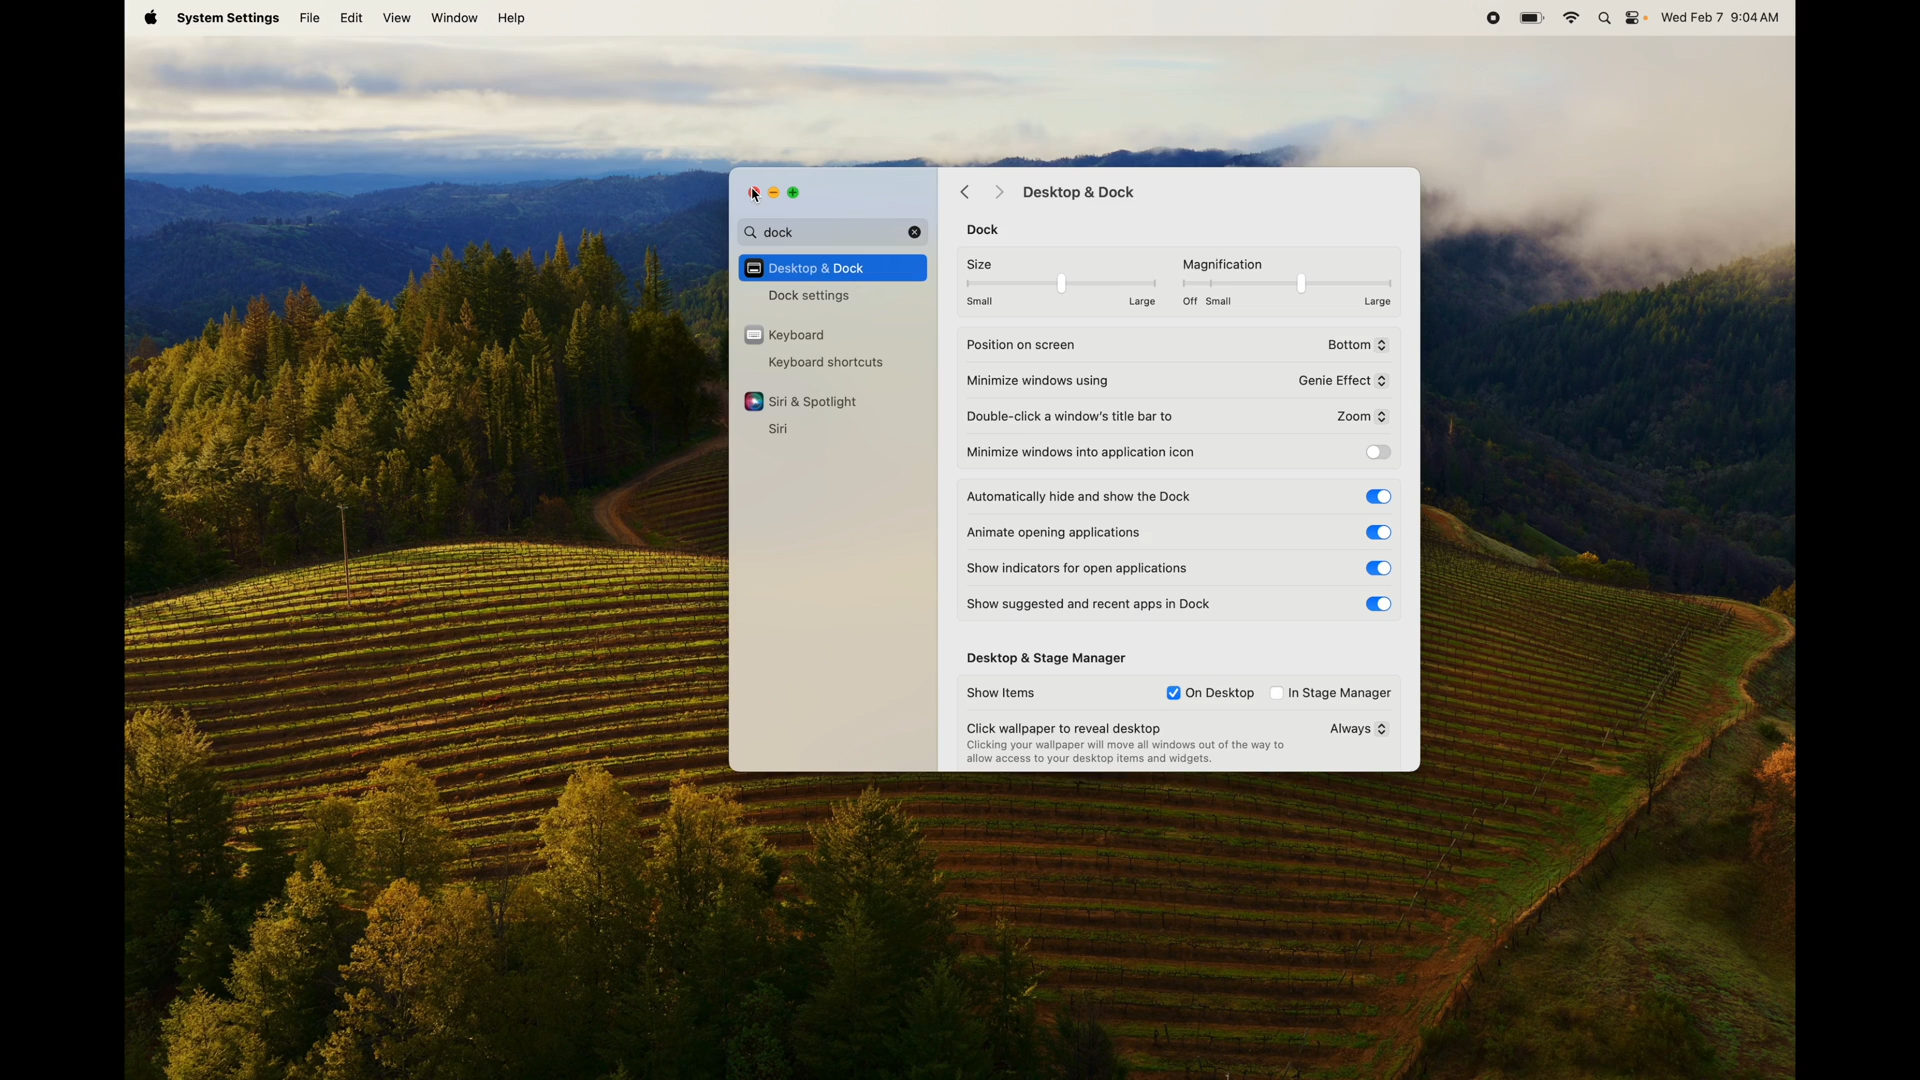 System Settings File Edit View Window Help Wed Feb 7 9:04 AM
Desktop & Dock
dock
Desktop & Dock
Dock settings
Keyboard
Keyboard shortcuts
Siri & Spotlight
Siri
Dock
Size Magnification
Small Large Off Small Large
Position on screen Bottom
Minimize windows using Genie Effect
Double-click a window's title bar to Zoom
Minimize windows into application icon
Automatically hide and show the Dock
Animate opening applications
Show indicators for open applications
Show suggested and recent apps in Dock
Desktop & Stage Manager
Show Items On Desktop In Stage Manager
Click wallpaper to reveal desktop Always
Clicking your wallpaper will move all windows out of the way to
allow access to your desktop items and widgets.